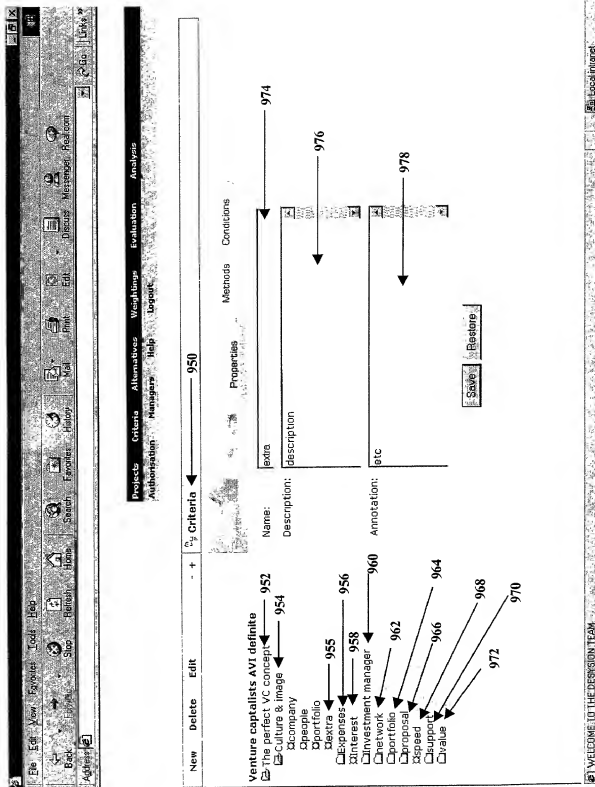 File Edit View Favorites Tools Help
Back Stop Refresh Home Search Favorites History Mail Print Edit Discuss Messenger Real.com
Address Go Links »
Projects Criteria Alternatives Weightings Evaluation Analysis
Authorisation Managers Help Logout
New Delete Edit - + Criteria 950
Venture captalists AVI definite
The perfect VC concept 952
Culture & Image 954
company
people
portfolio
extra 955
Expenses 956
interest 958
Investment manager 960
network 962
portfolio 964
proposal 966
speed 968
support 970
value 972
Properties Methods Conditions
Name: extra 974
Description: description 976
Annotation: etc 978
Save Restore
WELCOME TO THE DESYSION TEAM Local intranet